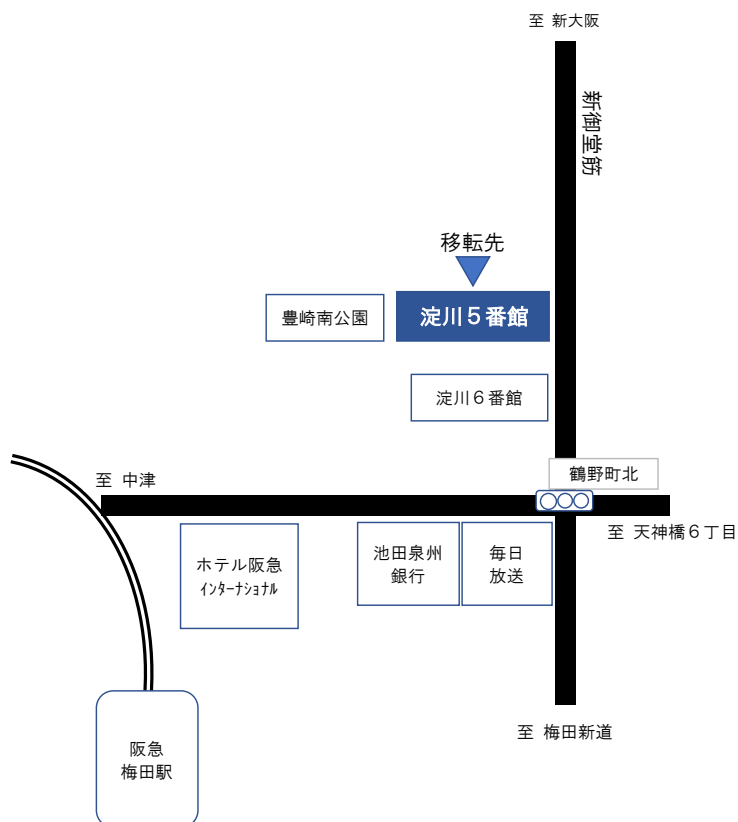 至 新大阪
新御堂筋
移転先
豊崎南公園
淀川５番館
淀川６番館
鶴野町北
至 中津
至 天神橋６丁目
ホテル阪急
ｲﾝﾀｰﾅｼｮﾅﾙ
池田泉州
銀行
毎日
放送
至 梅田新道
阪急
梅田駅